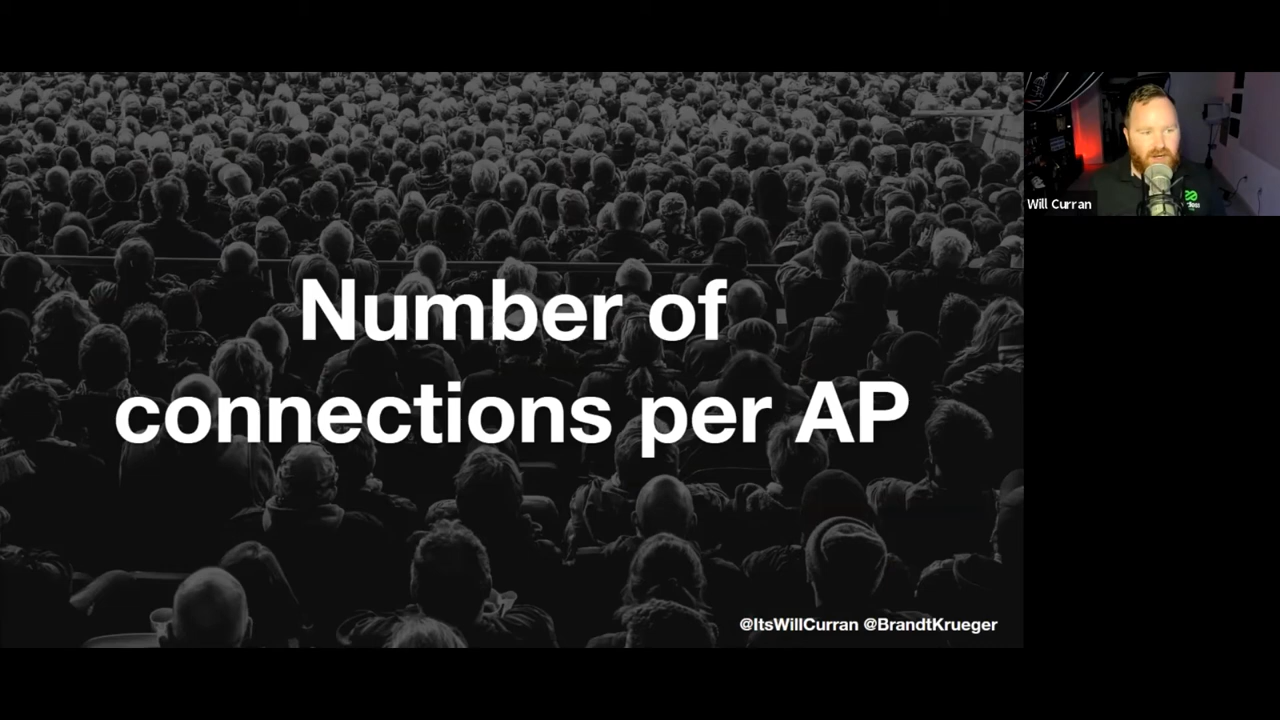 Number of
connections per AP
@ItsWillCurran @BrandtKrueger
Will Curran